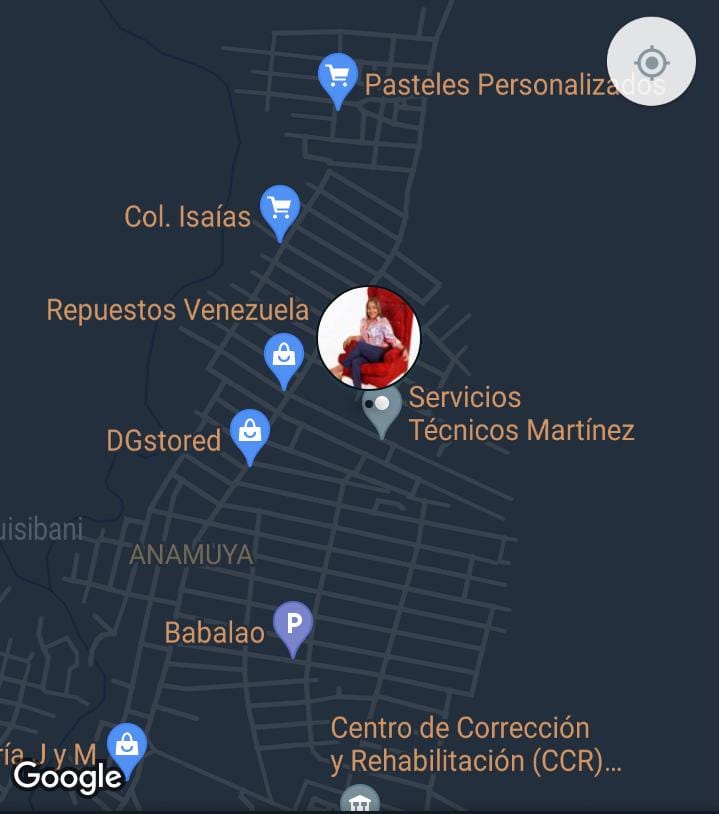 Pasteles Personalizados
Col. Isaías
Repuestos Venezuela
Servicios
Técnicos Martínez
DGstored
uisibani
ANAMUYA
P
Babalao
Centro de Corrección
y Rehabilitación (CCR)...
ría J y M
Google